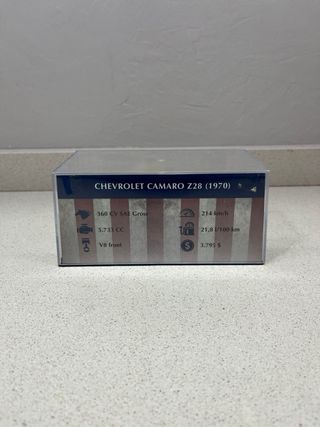 CHEVROLET CAMARO Z28 (1970)
360 CV SAE Gross
214 km/h
5.733 CC
21,8 l/100 km
V8 front
3.795 $